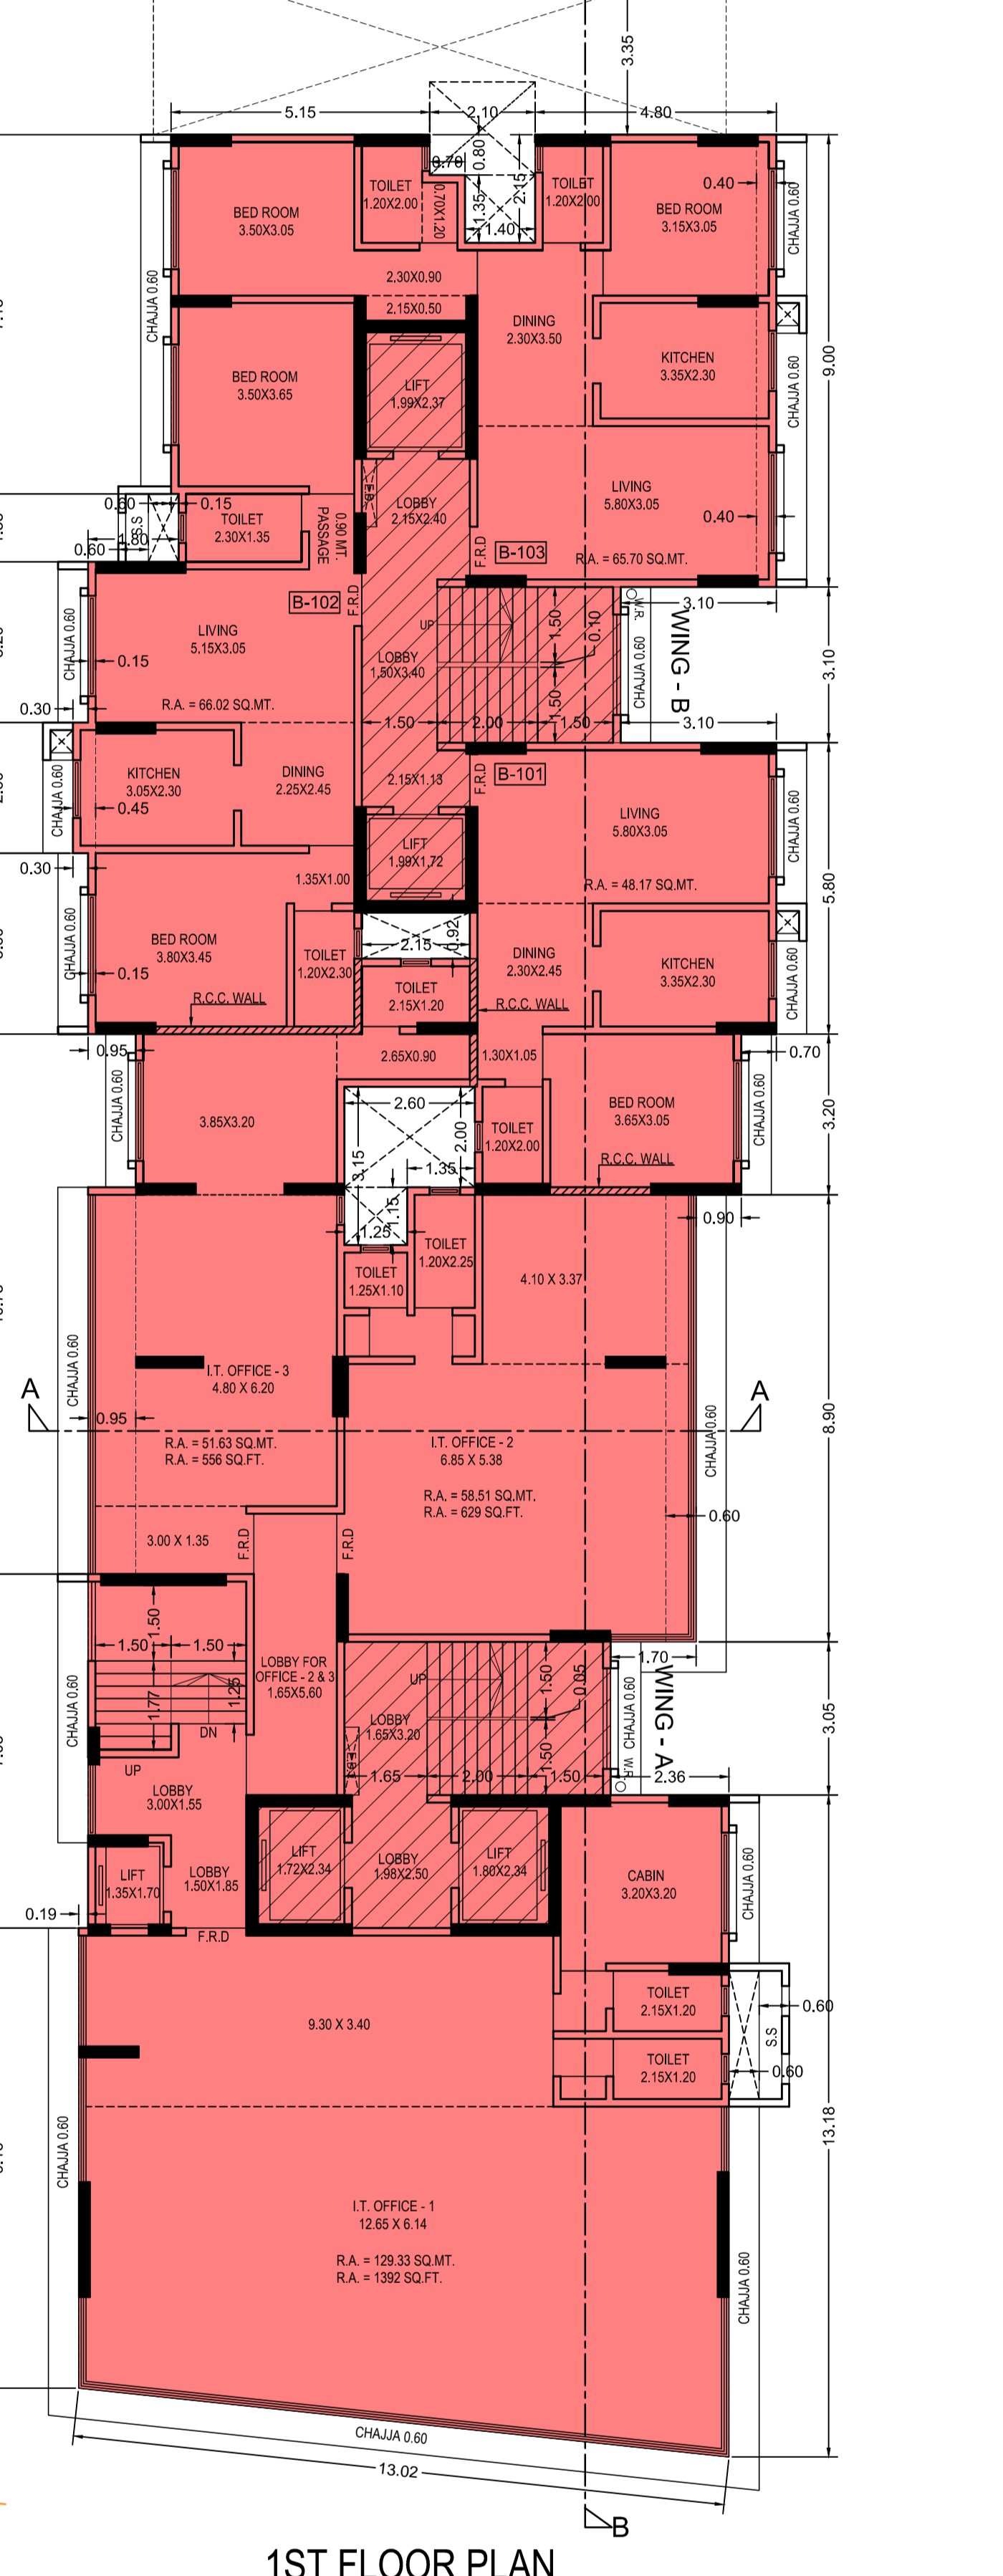 3.35
5.15
2.10
4.80
0.70
0.80
2.15
TOILET
1.20X2.00
0.70X1.20
1.35
1.40
TOILET
1.20X2.00
BED ROOM
3.50X3.05
BED ROOM
3.15X3.05
0.40
CHAJJA 0.60
CHAJJA 0.60
2.30X0.90
2.15X0.50
DINING
2.30X3.50
KITCHEN
3.35X2.30
CHAJJA 0.60
9.00
BED ROOM
3.50X3.65
LIFT
1.99X2.37
LOBBY
2.15X2.40
LIVING
5.80X3.05
0.40
R.A. = 65.70 SQ.MT.
0.60
0.15
S.S
1.80
0.60
TOILET
2.30X1.35
0.90 MT.
PASSAGE
F.R.D
B-103
B-102
F.R.D
LIVING
5.15X3.05
R.A. = 66.02 SQ.MT.
CHAJJA 0.60
0.15
0.30
UP
LOBBY
1.50X3.40
1.50
0.10
1.50
1.50
2.00
1.50
W.R.
CHAJJA 0.60
WING - B
3.10
3.10
3.10
KITCHEN
3.05X2.30
0.45
CHAJJA 0.60
DINING
2.25X2.45
2.15X1.13
F.R.D
B-101
LIVING
5.80X3.05
R.A. = 48.17 SQ.MT.
CHAJJA 0.60
5.80
0.30
LIFT
1.99X1.72
1.35X1.00
BED ROOM
3.80X3.45
CHAJJA 0.60
0.15
TOILET
1.20X2.30
2.15
0.92
TOILET
2.15X1.20
DINING
2.30X2.45
KITCHEN
3.35X2.30
CHAJJA 0.60
R.C.C. WALL
R.C.C. WALL
0.95
2.65X0.90
1.30X1.05
0.70
CHAJJA 0.60
3.85X3.20
2.60
3.15
2.00
1.35
TOILET
1.20X2.00
BED ROOM
3.65X3.05
R.C.C. WALL
CHAJJA 0.60
3.20
1.15
1.25
0.90
TOILET
1.20X2.25
TOILET
1.25X1.10
4.10 X 3.37
CHAJJA 0.60
I.T. OFFICE - 3
4.80 X 6.20
A
A
0.95
R.A. = 51.63 SQ.MT.
R.A. = 556 SQ.FT.
I.T. OFFICE - 2
6.85 X 5.38
R.A. = 58.51 SQ.MT.
R.A. = 629 SQ.FT.
CHAJJA 0.60
8.90
0.60
3.00 X 1.35
F.R.D
F.R.D
1.50
1.50
1.50
1.77
1.25
DN
UP
CHAJJA 0.60
LOBBY FOR
OFFICE - 2 & 3
1.65X5.60
UP
LOBBY
1.65X3.20
1.50
0.05
1.50
1.65
2.00
1.50
1.70
CHAJJA 0.60
W.R.
WING - A
2.36
3.05
LOBBY
3.00X1.55
LIFT
1.35X1.70
LOBBY
1.50X1.85
LIFT
1.72X2.34
LOBBY
1.98X2.50
LIFT
1.80X2.34
CABIN
3.20X3.20
CHAJJA 0.60
0.19
F.R.D
9.30 X 3.40
TOILET
2.15X1.20
0.60
S.S
TOILET
2.15X1.20
0.60
13.18
CHAJJA 0.60
I.T. OFFICE - 1
12.65 X 6.14
R.A. = 129.33 SQ.MT.
R.A. = 1392 SQ.FT.
CHAJJA 0.60
CHAJJA 0.60
13.02
B
1ST FLOOR PLAN